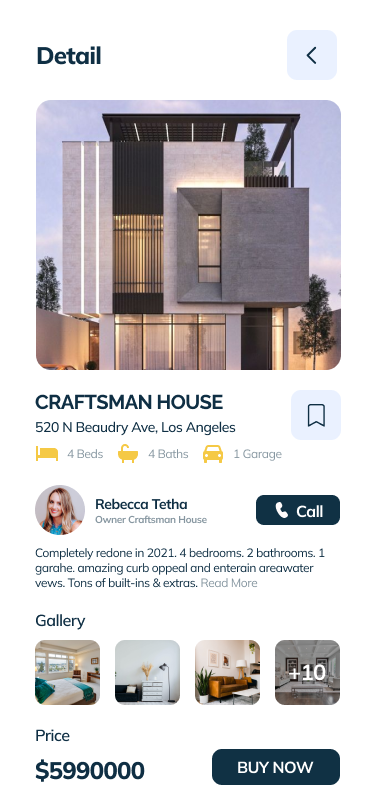 Detail
CRAFTSMAN HOUSE
520 N Beaudry Ave, Los Angeles
4 Beds 4 Baths 1 Garage
Rebecca Tetha
Owner Craftsman House
Call
Completely redone in 2021. 4 bedrooms. 2 bathrooms. 1
garahe. amazing curb oppeal and enterain areawater
vews. Tons of built-ins & extras. Read More
Gallery
+10
Price
$5990000
BUY NOW